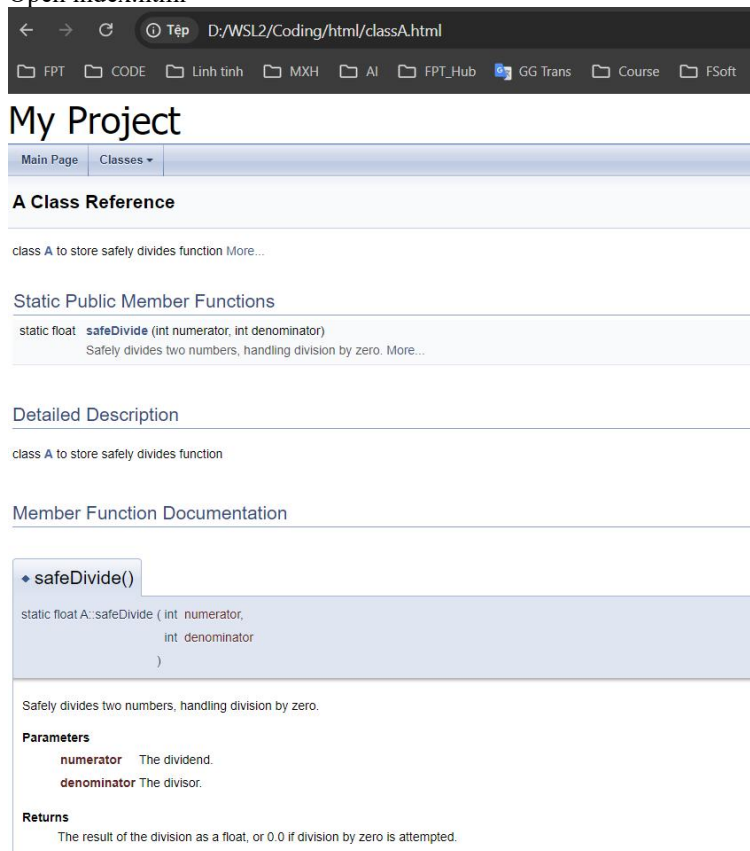 Open index.html
Tệp D:/WSL2/Coding/html/classA.html
FPT CODE Linh tinh MXH AI FPT_Hub GG Trans Course FSoft
My Project
Main Page Classes
A Class Reference
class A to store safely divides function More...
Static Public Member Functions
static float safeDivide (int numerator, int denominator)
Safely divides two numbers, handling division by zero. More...
Detailed Description
class A to store safely divides function
Member Function Documentation
safeDivide()
static float A::safeDivide ( int numerator,
int denominator
)
Safely divides two numbers, handling division by zero.
Parameters
numerator The dividend.
denominator The divisor.
Returns
The result of the division as a float, or 0.0 if division by zero is attempted.